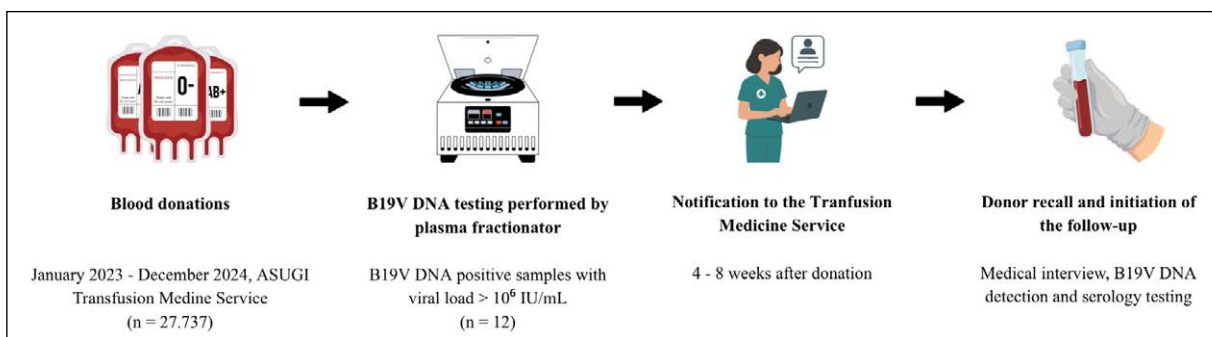 O-
AB+
Blood donations
January 2023 - December 2024, ASUGI
Transfusion Medine Service
(n = 27.737)
B19V DNA testing performed by
plasma fractionator
B19V DNA positive samples with
viral load > 10⁶ IU/mL
(n = 12)
Notification to the Tranfusion
Medicine Service
4 - 8 weeks after donation
Donor recall and initiation of
the follow-up
Medical interview, B19V DNA
detection and serology testing